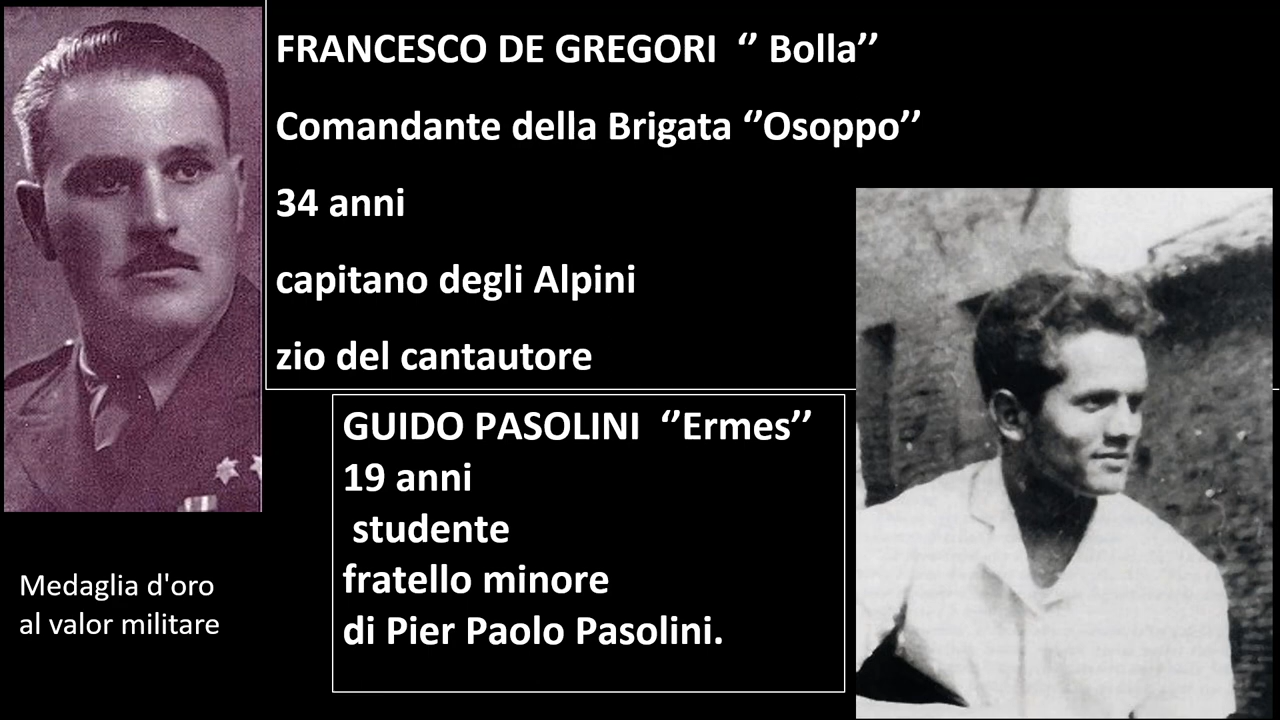 FRANCESCO DE GREGORI  ‘’ Bolla’’
Comandante della Brigata ‘’Osoppo’’
34 anni
capitano degli Alpini
zio del cantautore
GUIDO PASOLINI  ‘’Ermes’’
19 anni
studente
fratello minore
di Pier Paolo Pasolini.
Medaglia d'oro
al valor militare